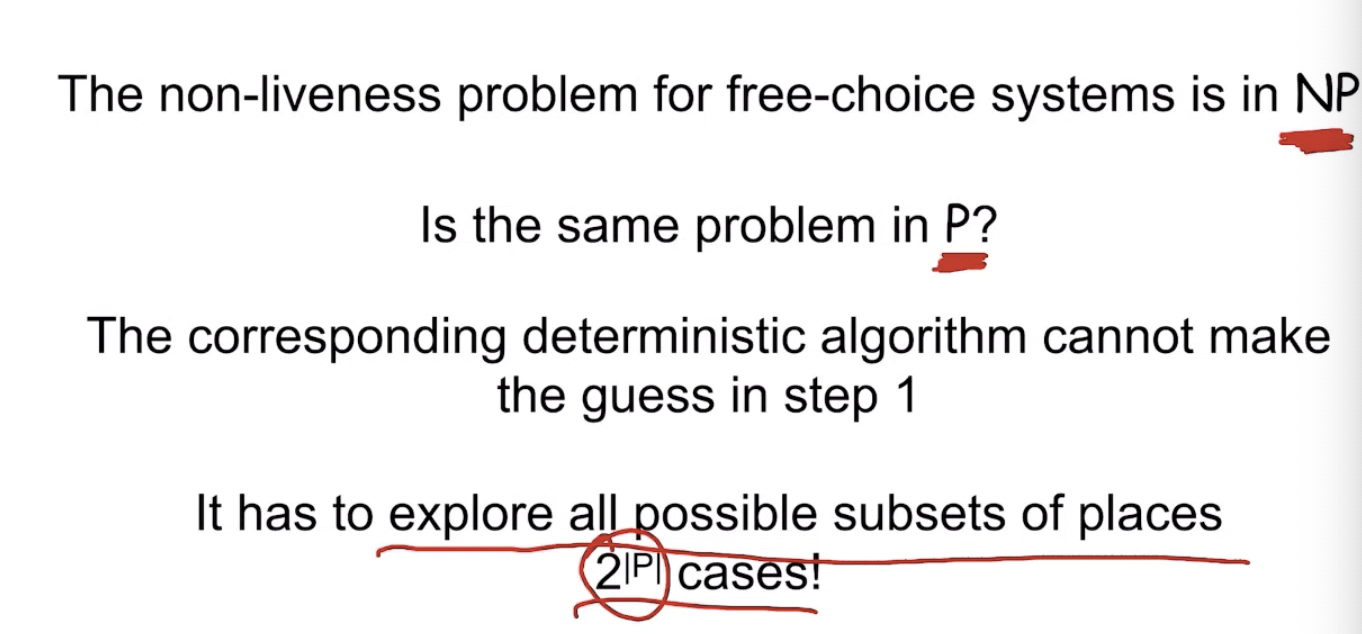 The non-liveness problem for free-choice systems is in NP
Is the same problem in P?
The corresponding deterministic algorithm cannot make
the guess in step 1
It has to explore all possible subsets of places
2|P| cases!